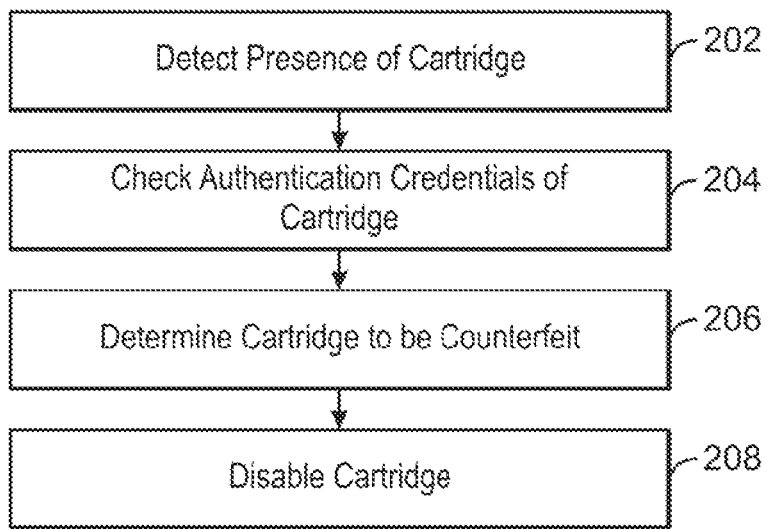 Detect Presence of Cartridge
202
Check Authentication Credentials of
Cartridge
204
Determine Cartridge to be Counterfeit
206
Disable Cartridge
208